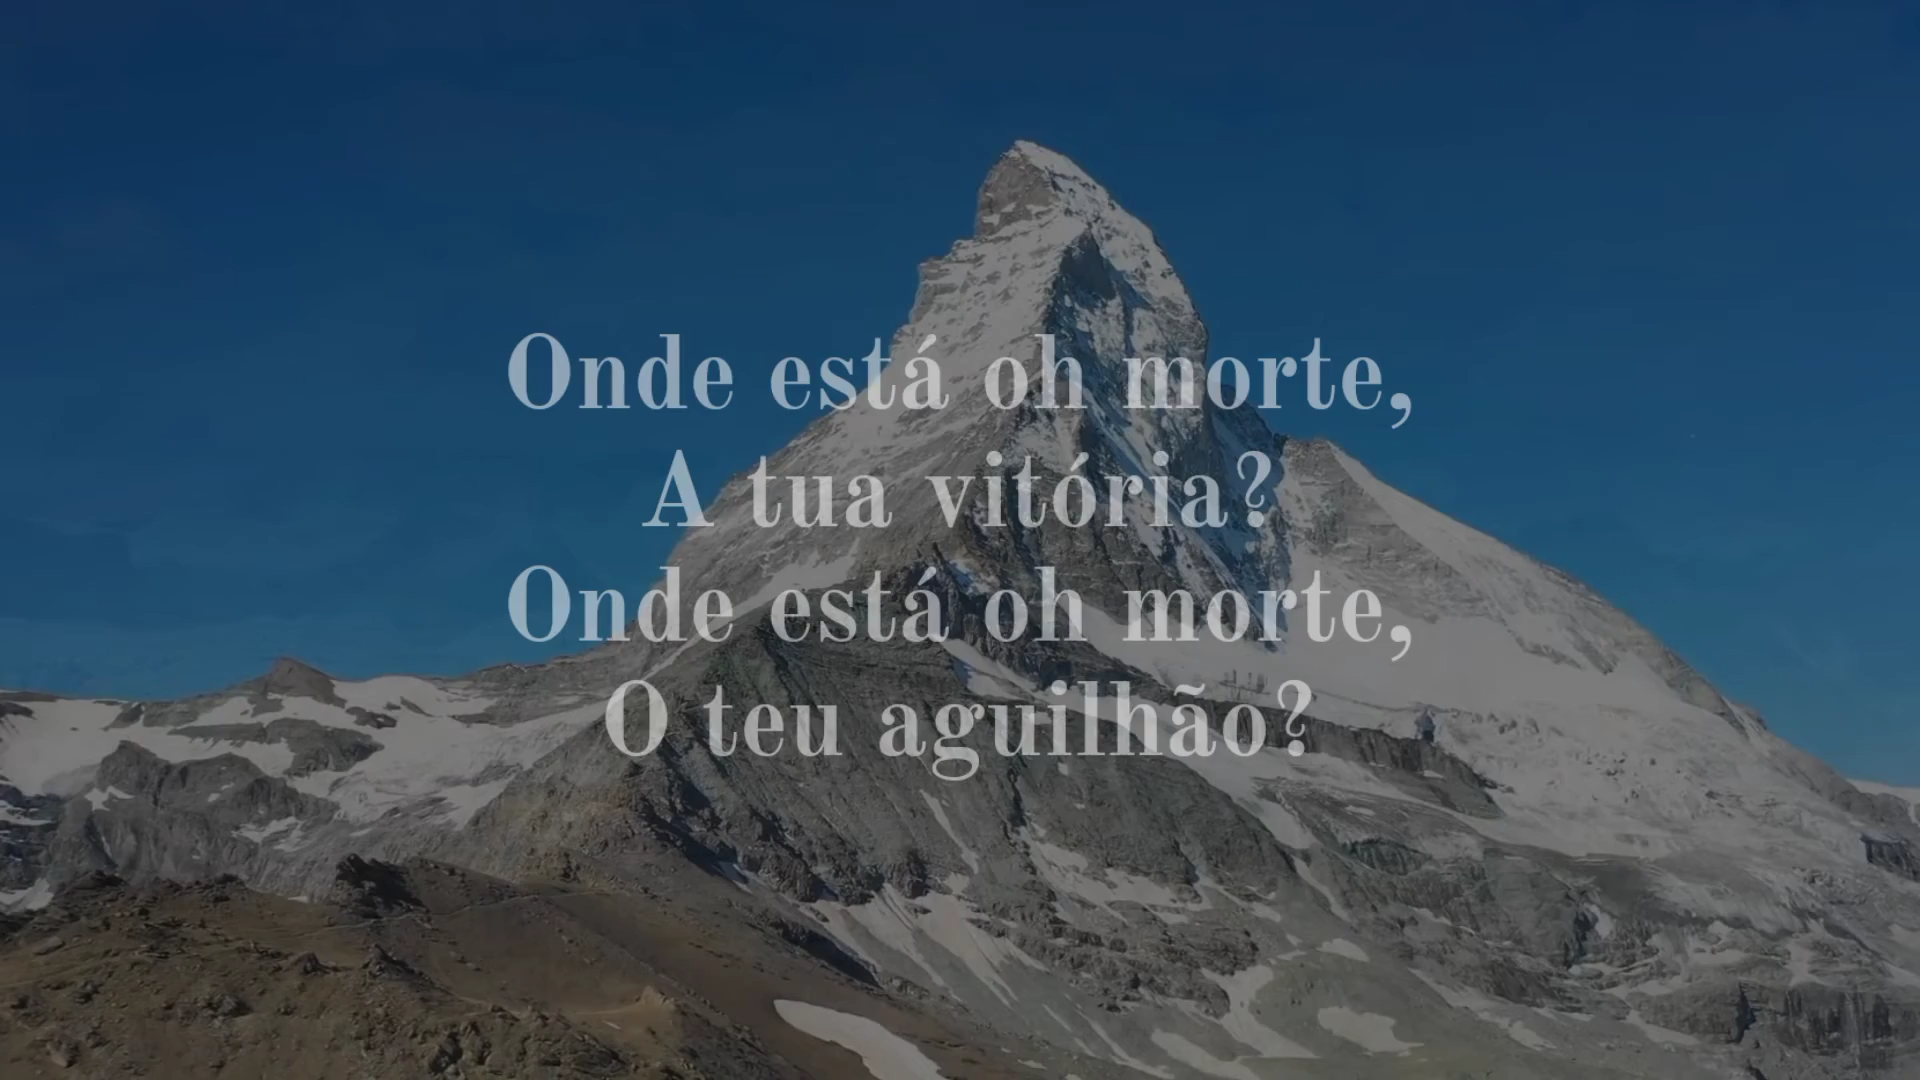 Onde está oh morte,
A tua vitória?
Onde está oh morte,
O teu aguilhão?